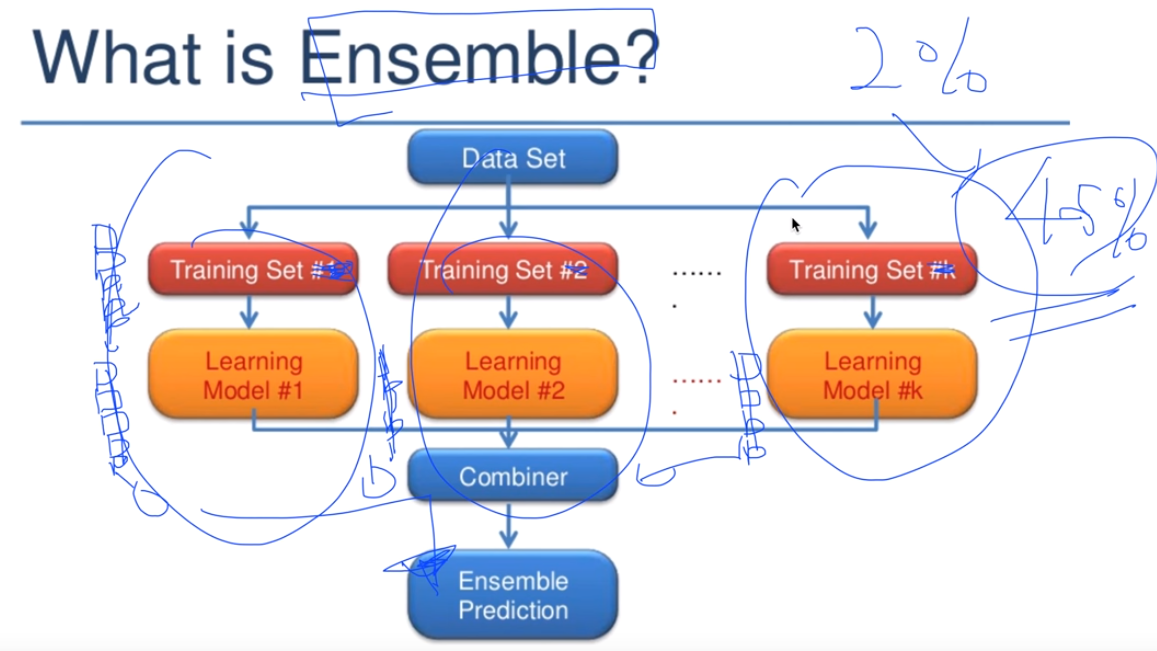 What is Ensemble?
2%
Data Set
4-5%
Training Set #1
Training Set #2
.......
Training Set #k
Learning
Model #1
Learning
Model #2
.......
Learning
Model #k
Combiner
Ensemble
Prediction